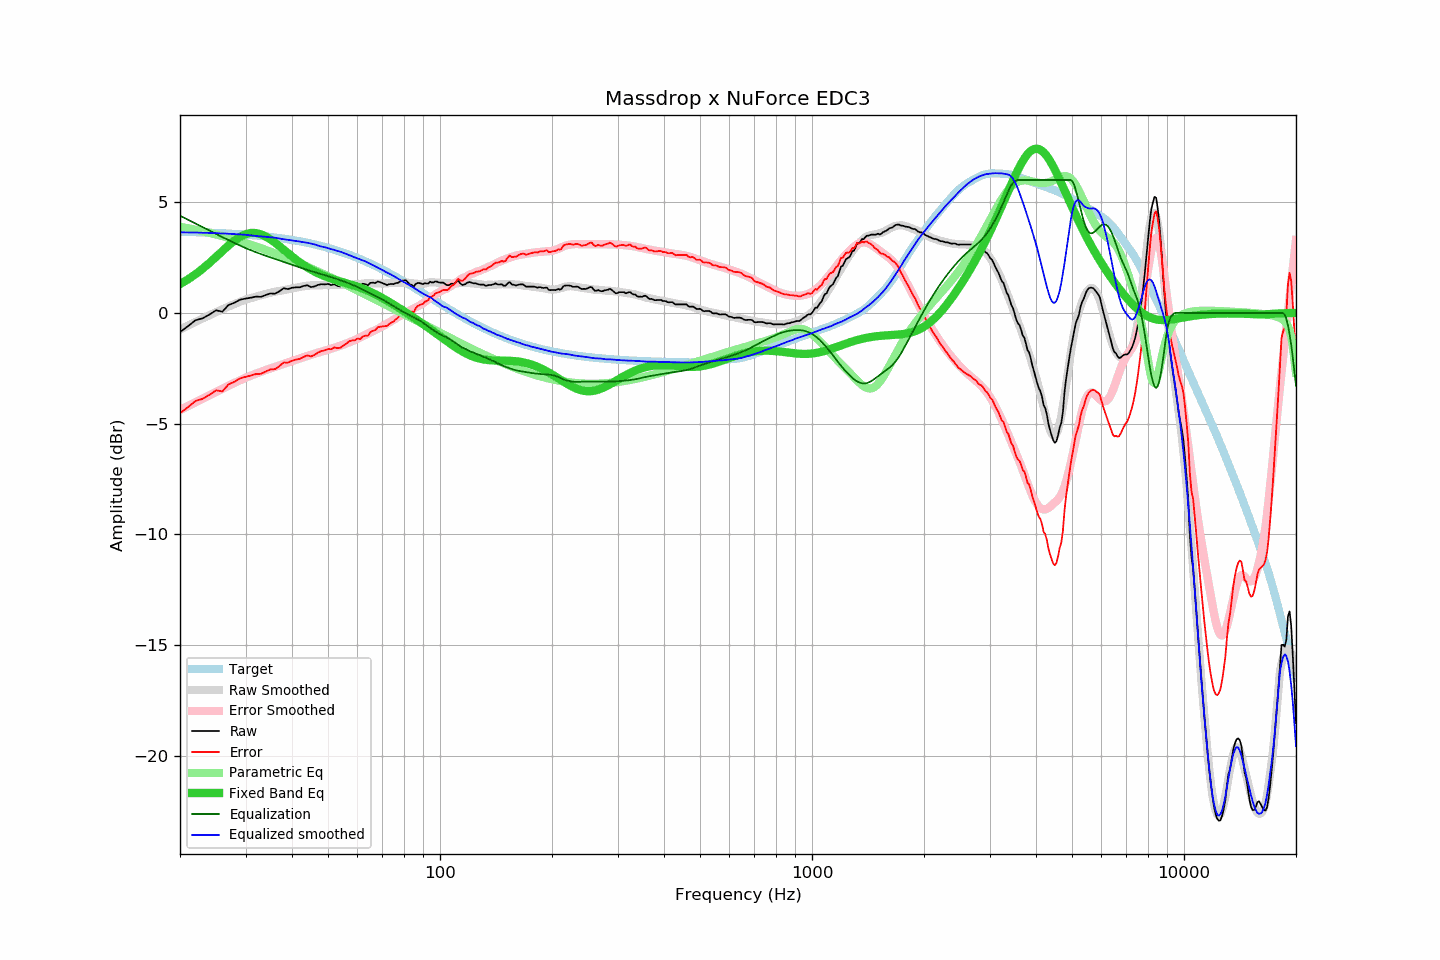 Massdrop x NuForce EDC3
Amplitude (dBr)
5
0
−5
−10
−15
−20
Target
Raw Smoothed
Error Smoothed
Raw
Error
Parametric Eq
Fixed Band Eq
Equalization
Equalized smoothed
100
1000
10000
Frequency (Hz)